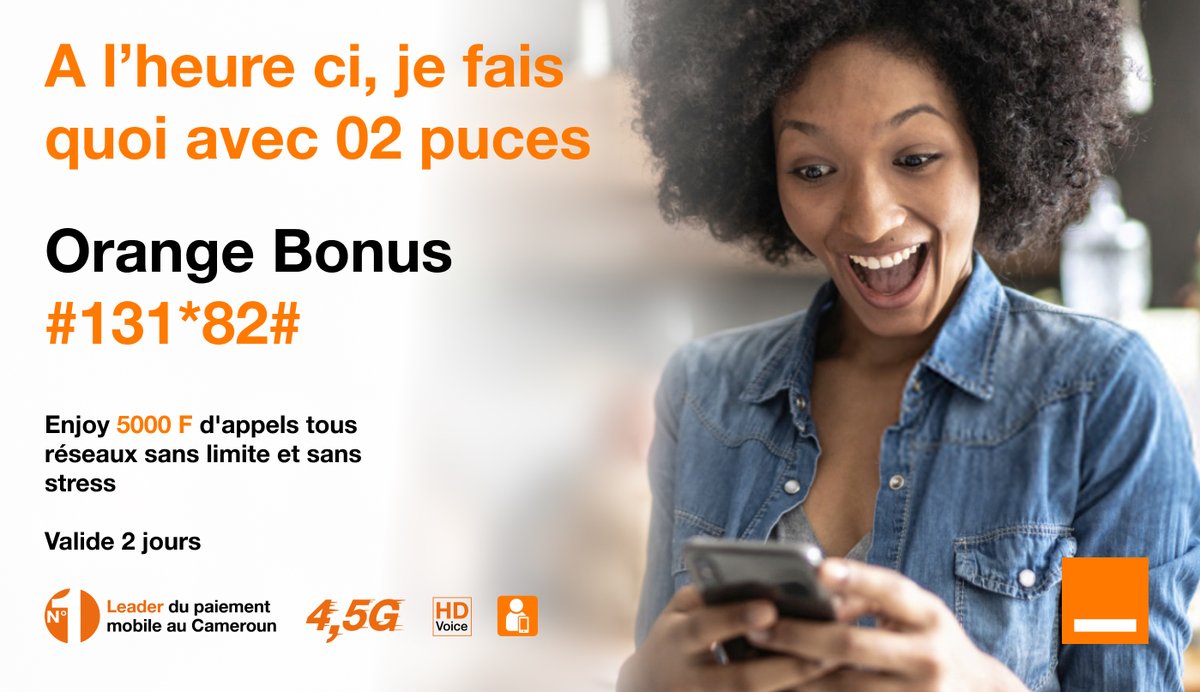 A l’heure ci, je fais
quoi avec 02 puces
Orange Bonus
#131*82#
Enjoy 5000 F d'appels tous
réseaux sans limite et sans
stress
Valide 2 jours
N°1
Leader du paiement
mobile au Cameroun
4,5G
HD
Voice